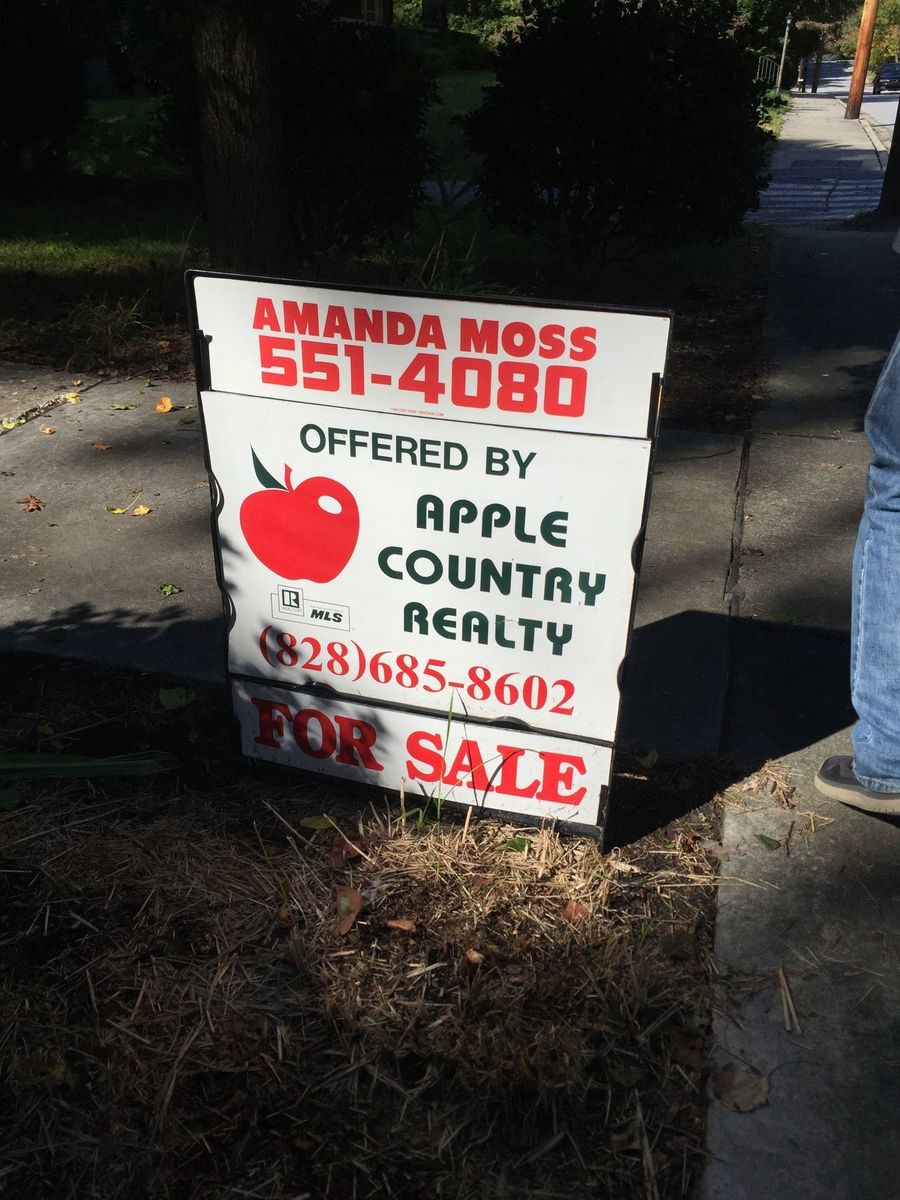 AMANDA MOSS
551-4080
OFFERED BY
APPLE
COUNTRY
REALTY
R
MLS
(828)685-8602
FOR SALE